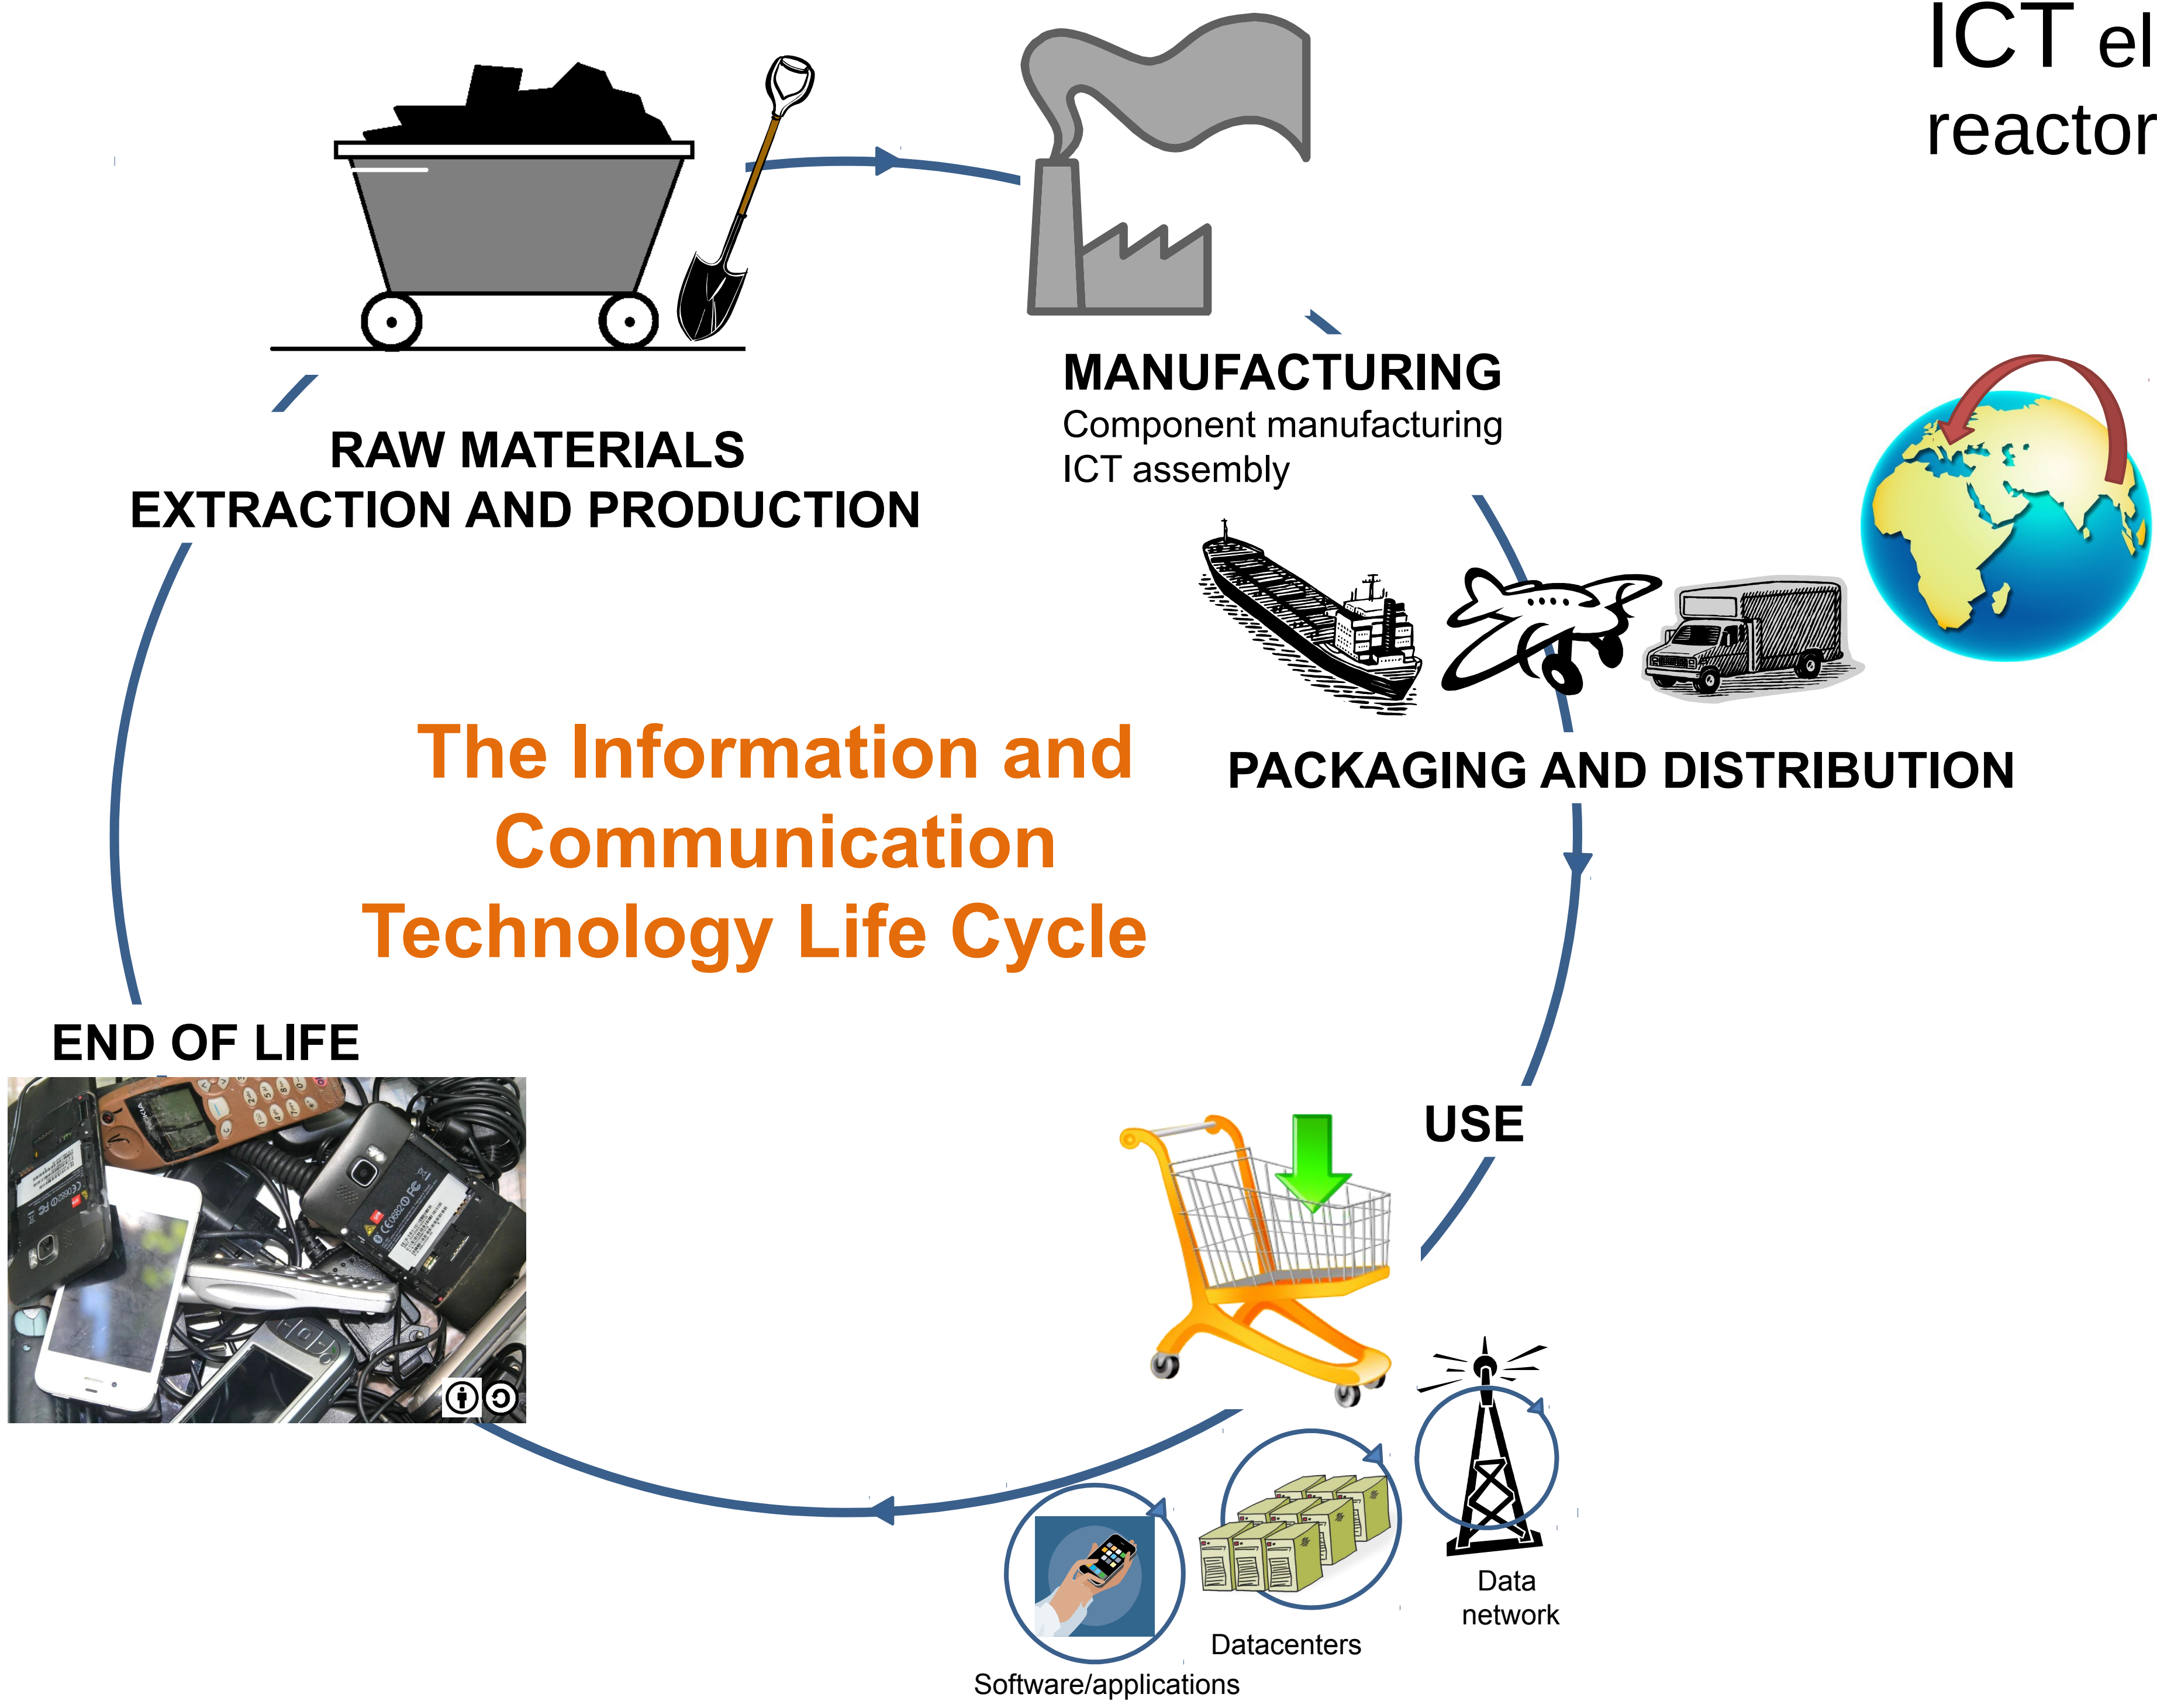 ICT el
reactor
MANUFACTURING
Component manufacturing
ICT assembly
RAW MATERIALS
EXTRACTION AND PRODUCTION
The Information and
Communication
Technology Life Cycle
PACKAGING AND DISTRIBUTION
END OF LIFE
USE
Data
network
Datacenters
Software/applications